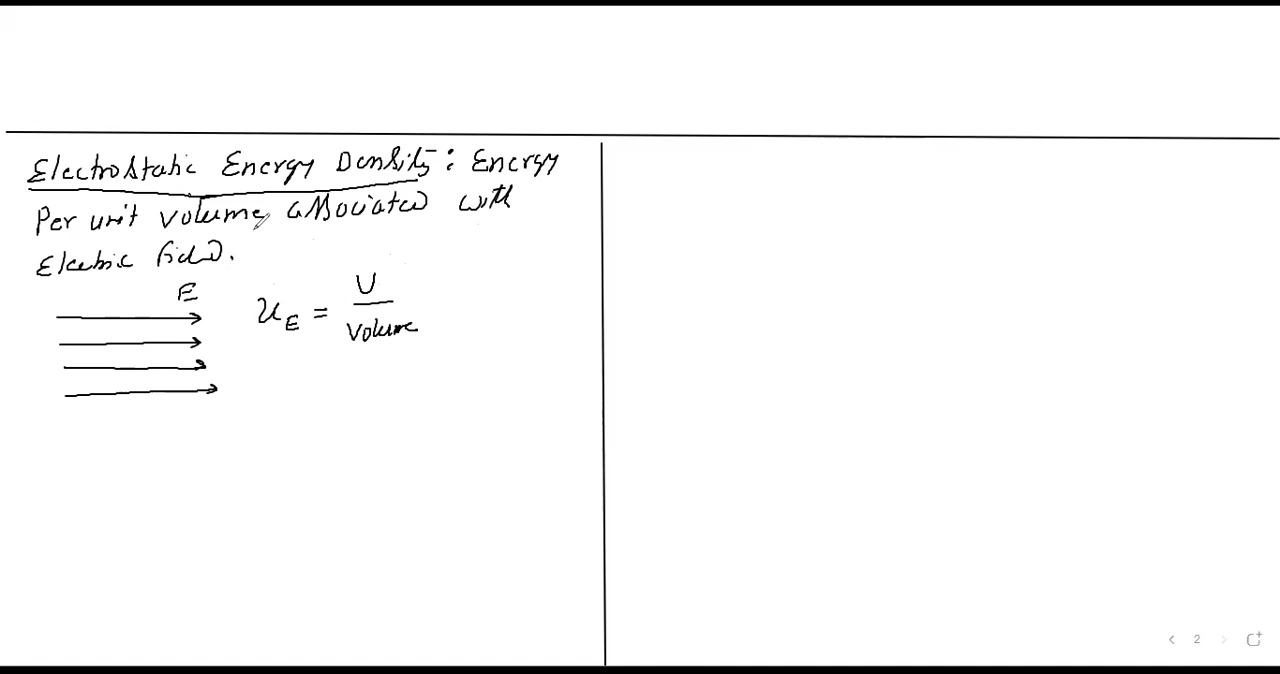 Electrostatic Energy Density : Energy
Per unit volume associated with
Electric field.
E
u_E = U / volume
2